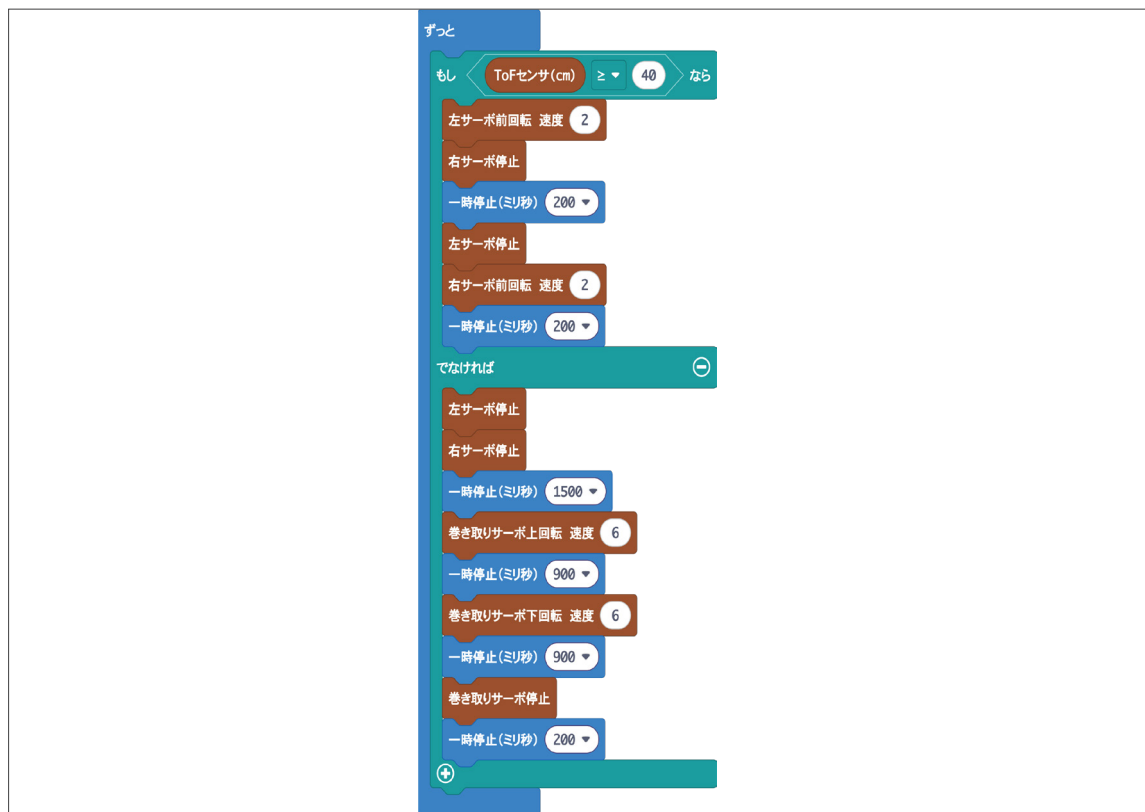 ずっと
もし ToFセンサ(cm) ≥ 40 なら
左サーボ前回転 速度 2
右サーボ停止
一時停止(ミリ秒) 200
左サーボ停止
右サーボ前回転 速度 2
一時停止(ミリ秒) 200
でなければ
左サーボ停止
右サーボ停止
一時停止(ミリ秒) 1500
巻き取りサーボ上回転 速度 6
一時停止(ミリ秒) 900
巻き取りサーボ下回転 速度 6
一時停止(ミリ秒) 900
巻き取りサーボ停止
一時停止(ミリ秒) 200